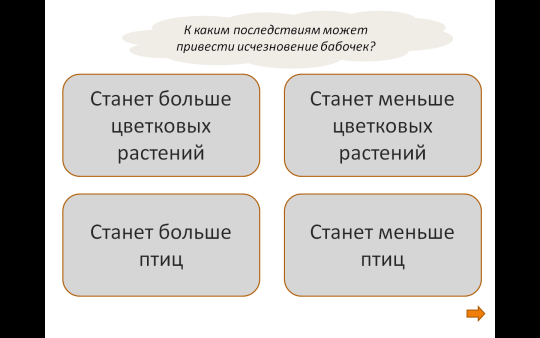 К каким последствиям может
привести исчезновение бабочек?
Станет больше
цветковых
растений
Станет меньше
цветковых
растений
Станет больше
птиц
Станет меньше
птиц